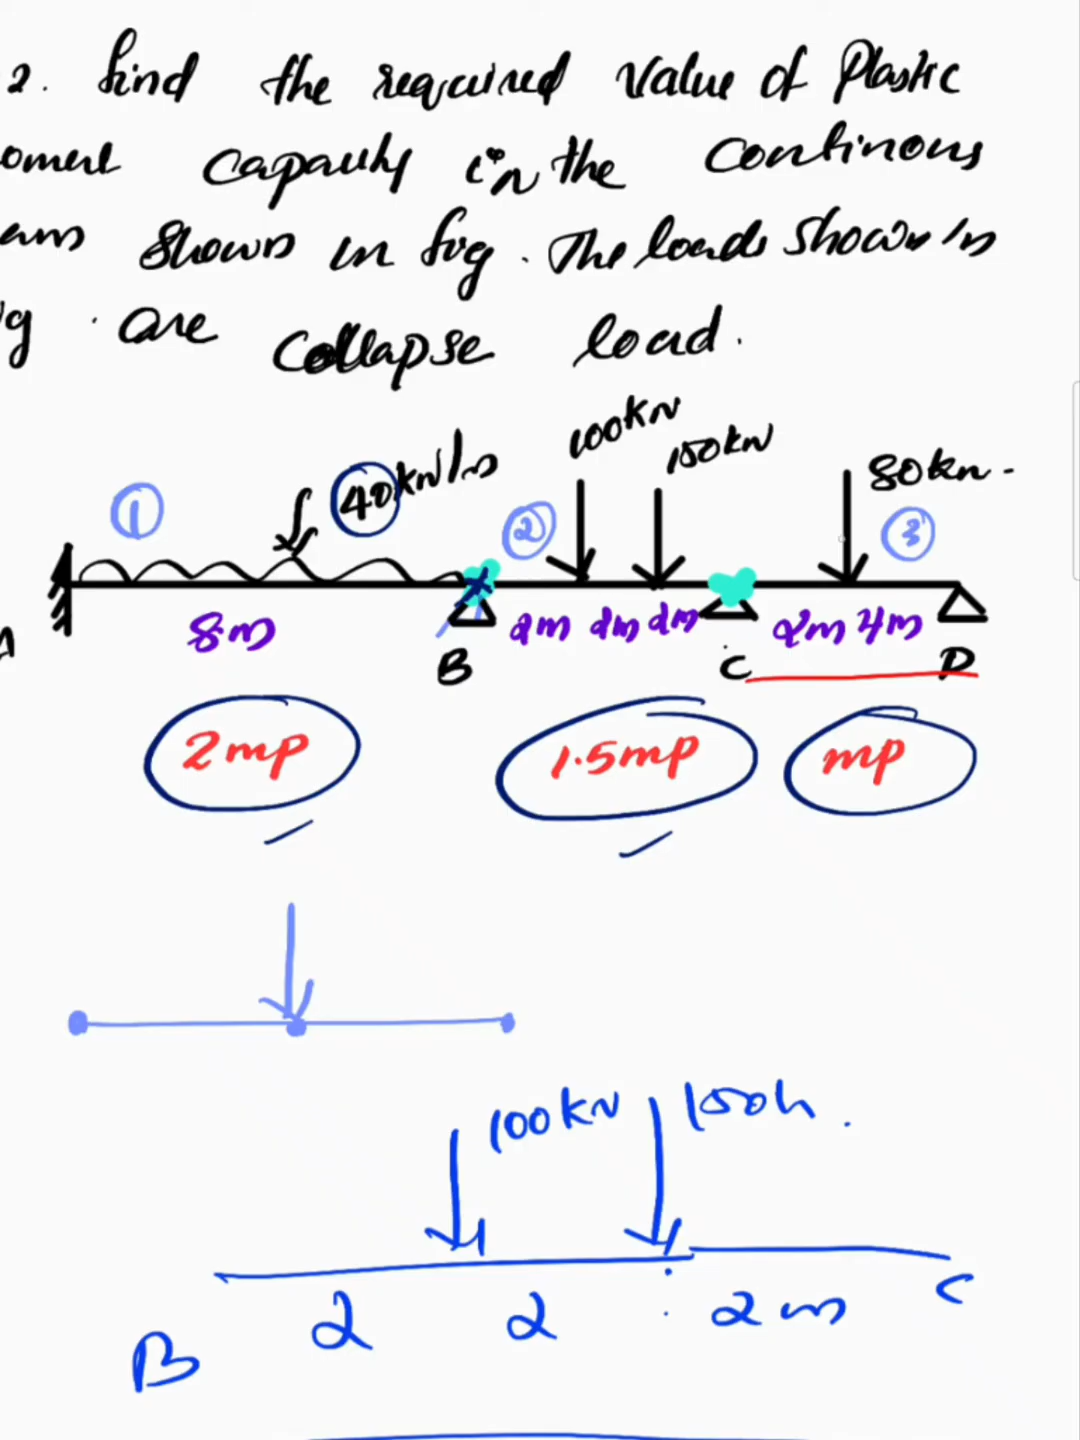 2. find the required value of Plastic
oment capacity in the continous
ams shown in fig. The loads shown in
ig. are collapse load.
100kN
150kN
40kN/m
80kn.
1
2
3
8m
2m 2m 2m
2m 4m
A
B
C
D
2mp
1.5mp
mp
100kN
150k.
2
2
2m
B
C